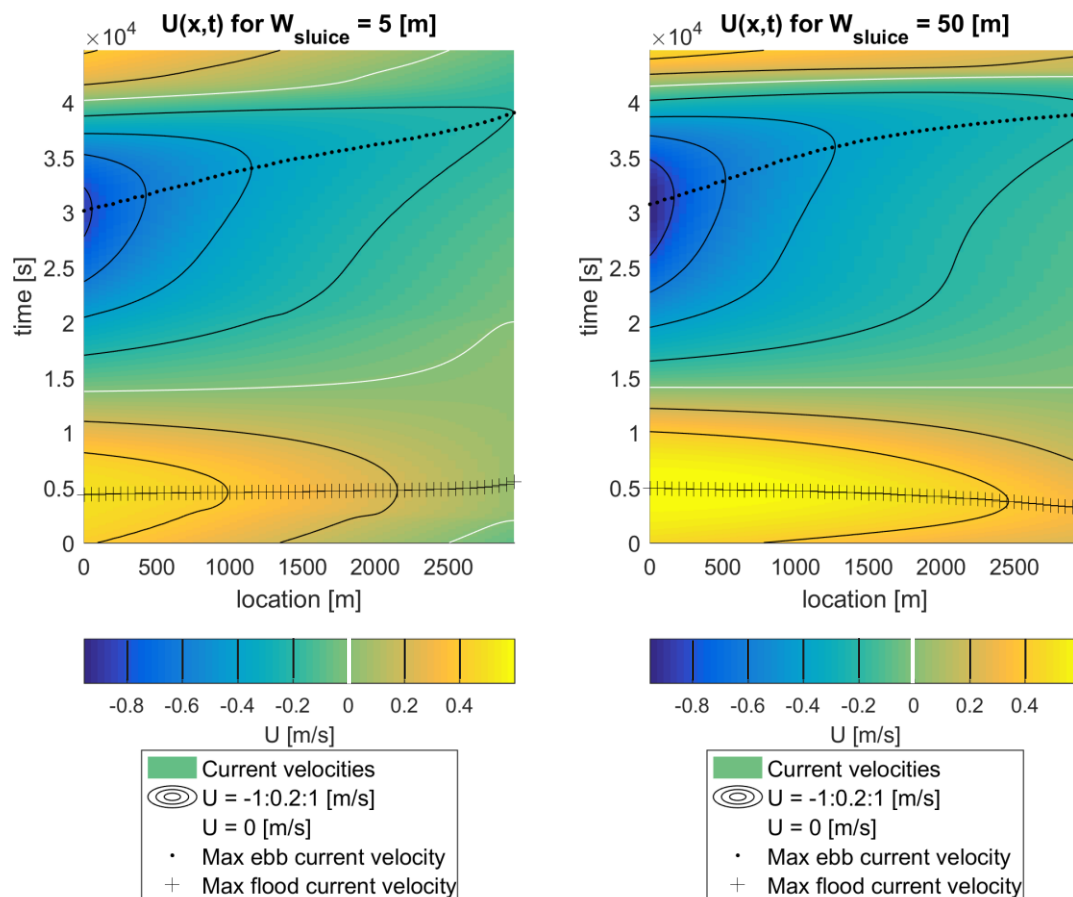 U(x,t) for W_sluice = 5 [m]
×10^4
4
3.5
3
2.5
2
1.5
1
0.5
0
time [s]
0 500 1000 1500 2000 2500
location [m]
-0.8 -0.6 -0.4 -0.2 0 0.2 0.4
U [m/s]
Current velocities
U = -1:0.2:1 [m/s]
U = 0 [m/s]
Max ebb current velocity
Max flood current velocity
U(x,t) for W_sluice = 50 [m]
×10^4
4
3.5
3
2.5
2
1.5
1
0.5
0
time [s]
0 500 1000 1500 2000 2500
location [m]
-0.8 -0.6 -0.4 -0.2 0 0.2 0.4
U [m/s]
Current velocities
U = -1:0.2:1 [m/s]
U = 0 [m/s]
Max ebb current velocity
Max flood current velocity